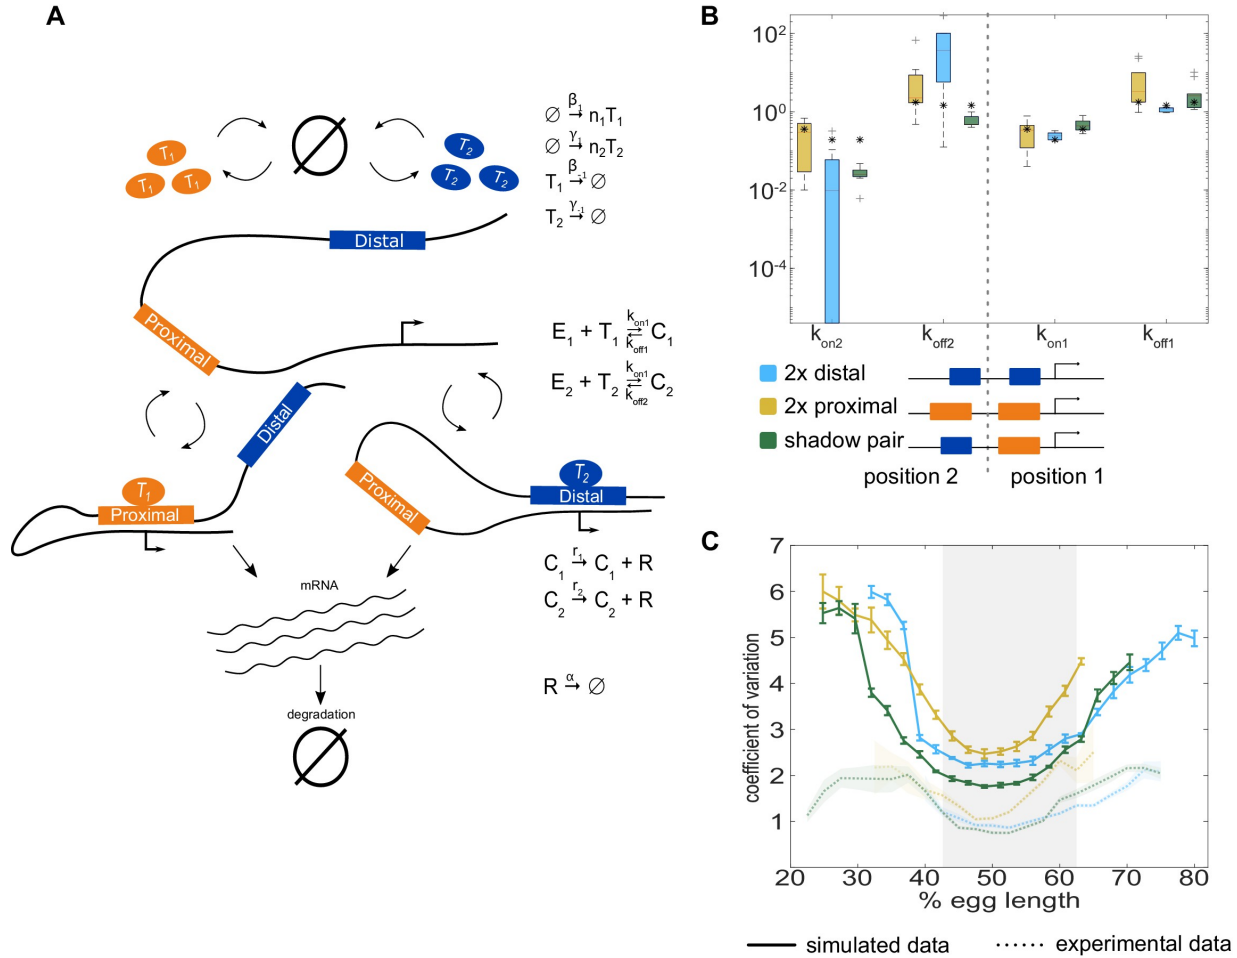 A
T1
T1
T1
T2
T2
T2
∅ β1→ n1T1
∅ γ1→ n2T2
T1 β-1→ ∅
T2 γ-1→ ∅
Distal
Proximal
E1 + T1 kon1⇌koff1 C1
E2 + T2 kon1⇌koff2 C2
Distal
T1
Proximal
Proximal
T2
Distal
mRNA
C1 r1→ C1 + R
C2 r2→ C2 + R
R α→ ∅
degradation
B
10^2
10^0
10^-2
10^-4
kon2 koff2 kon1 koff1
2x distal
2x proximal
shadow pair
position 2 position 1
C
coefficient of variation
7
6
5
4
3
2
1
20 30 40 50 60 70 80
% egg length
simulated data experimental data